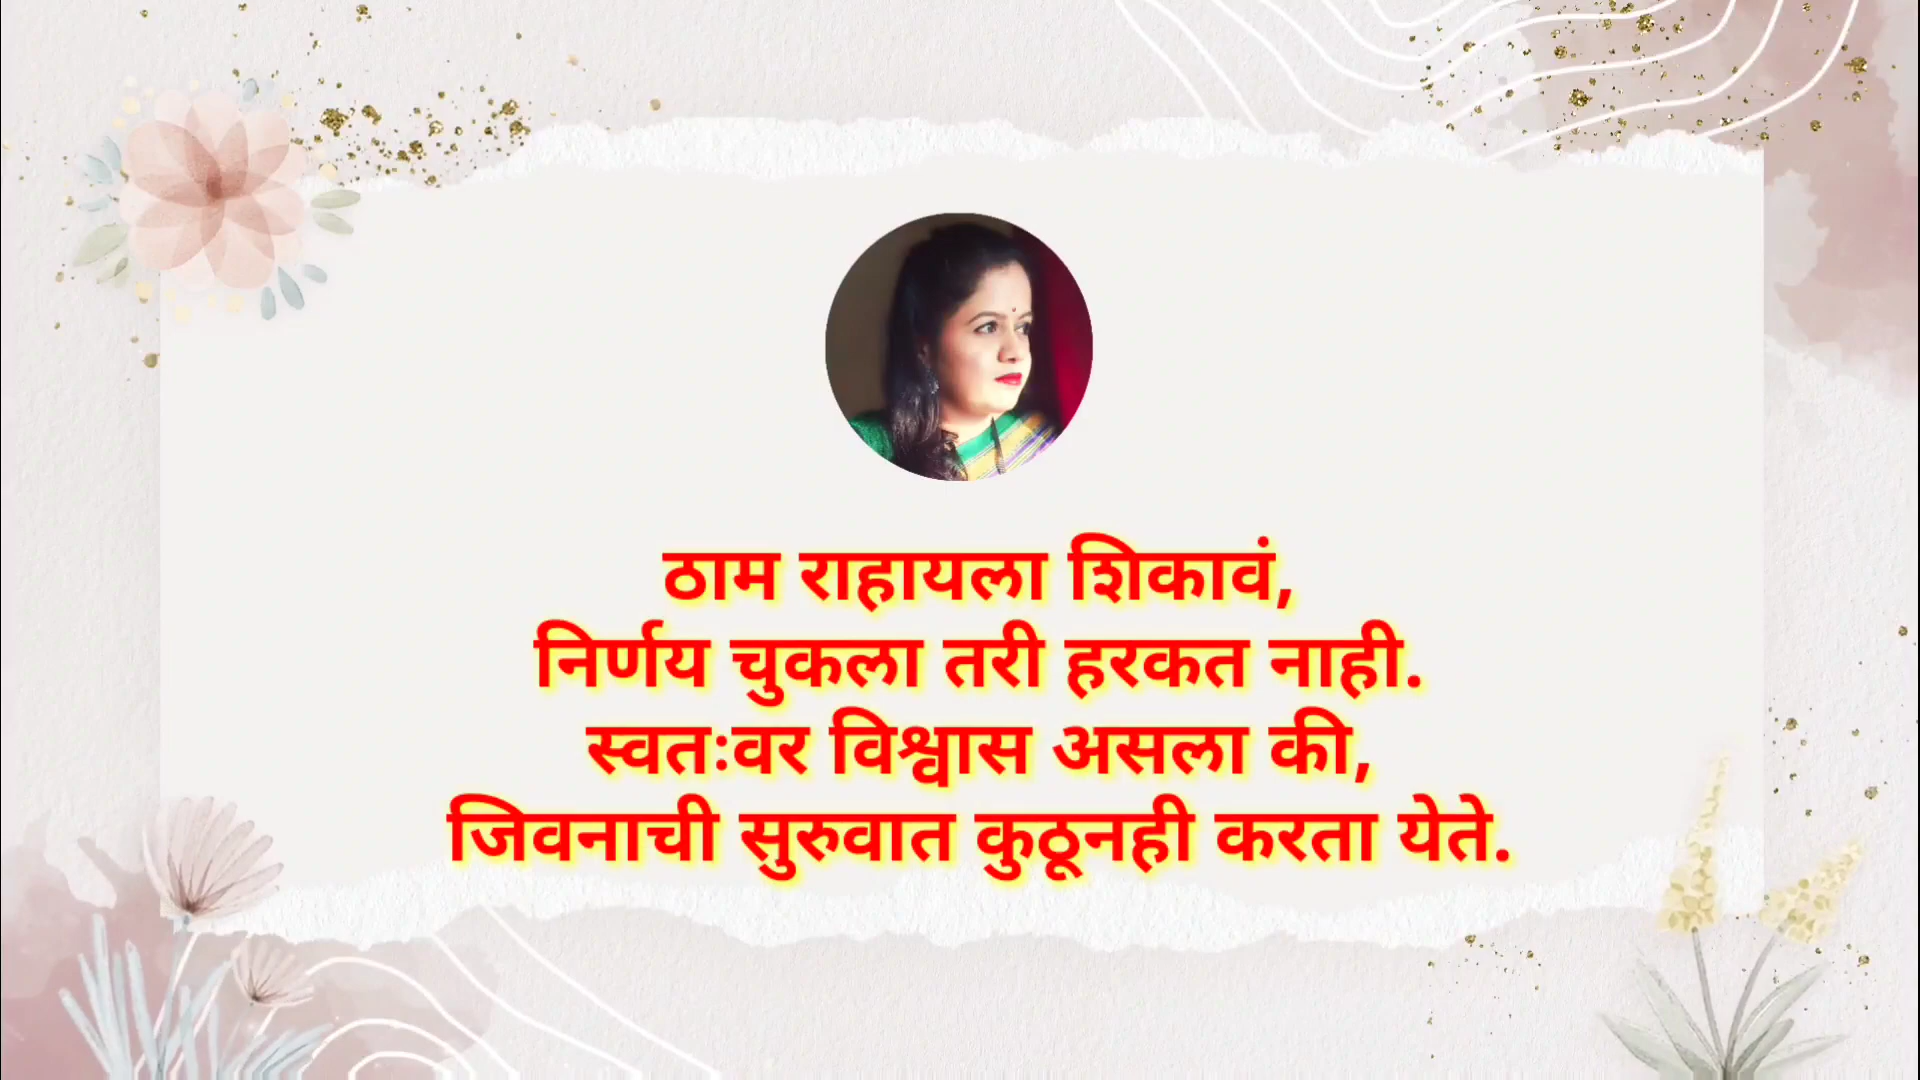 ठाम राहायला शिकावं,
निर्णय चुकला तरी हरकत नाही.
स्वतःवर विश्वास असला की,
जिवनाची सुरुवात कुठूनही करता येते.